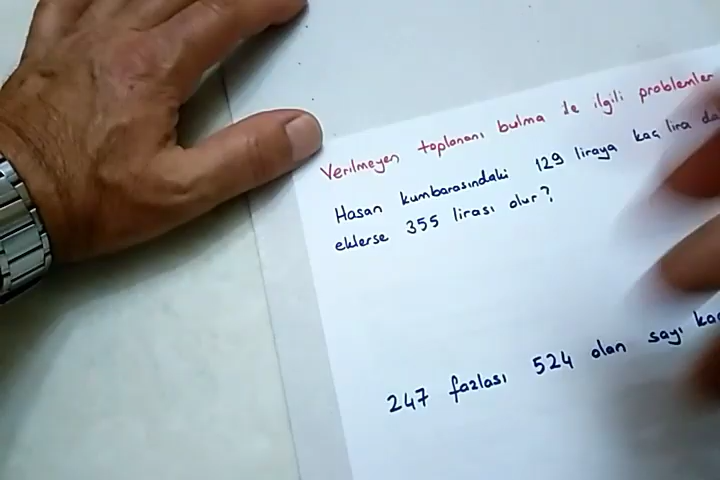 Verilmeyen toplananı bulma ile ilgili problemler
Hasan kumbarasındaki 129 liraya kaç lira
eklerse 355 lirası olur?
247 fazlası 524 olan sayı